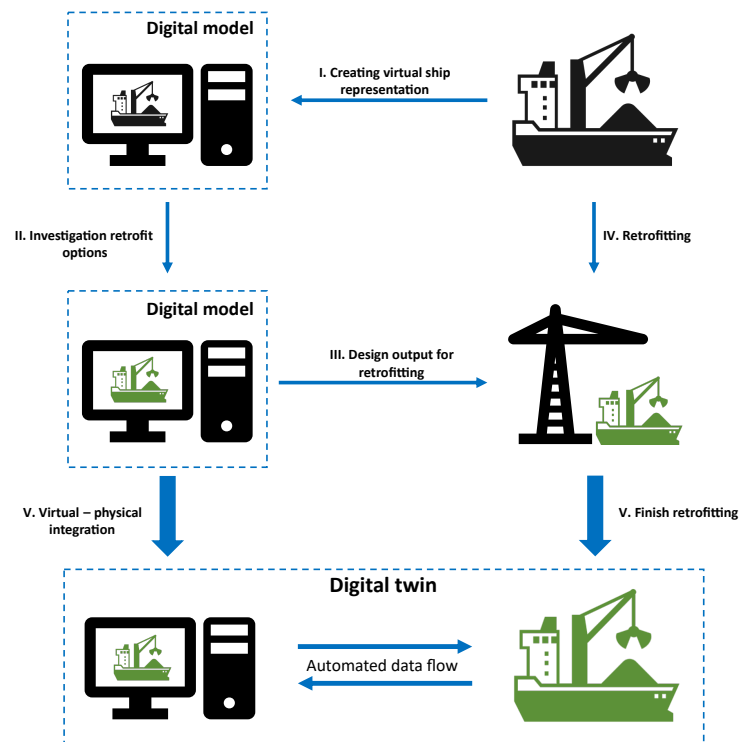 Digital model
I. Creating virtual ship
representation
II. Investigation retrofit
options
IV. Retrofitting
Digital model
III. Design output for
retrofitting
V. Virtual – physical
integration
V. Finish retrofitting
Digital twin
Automated data flow